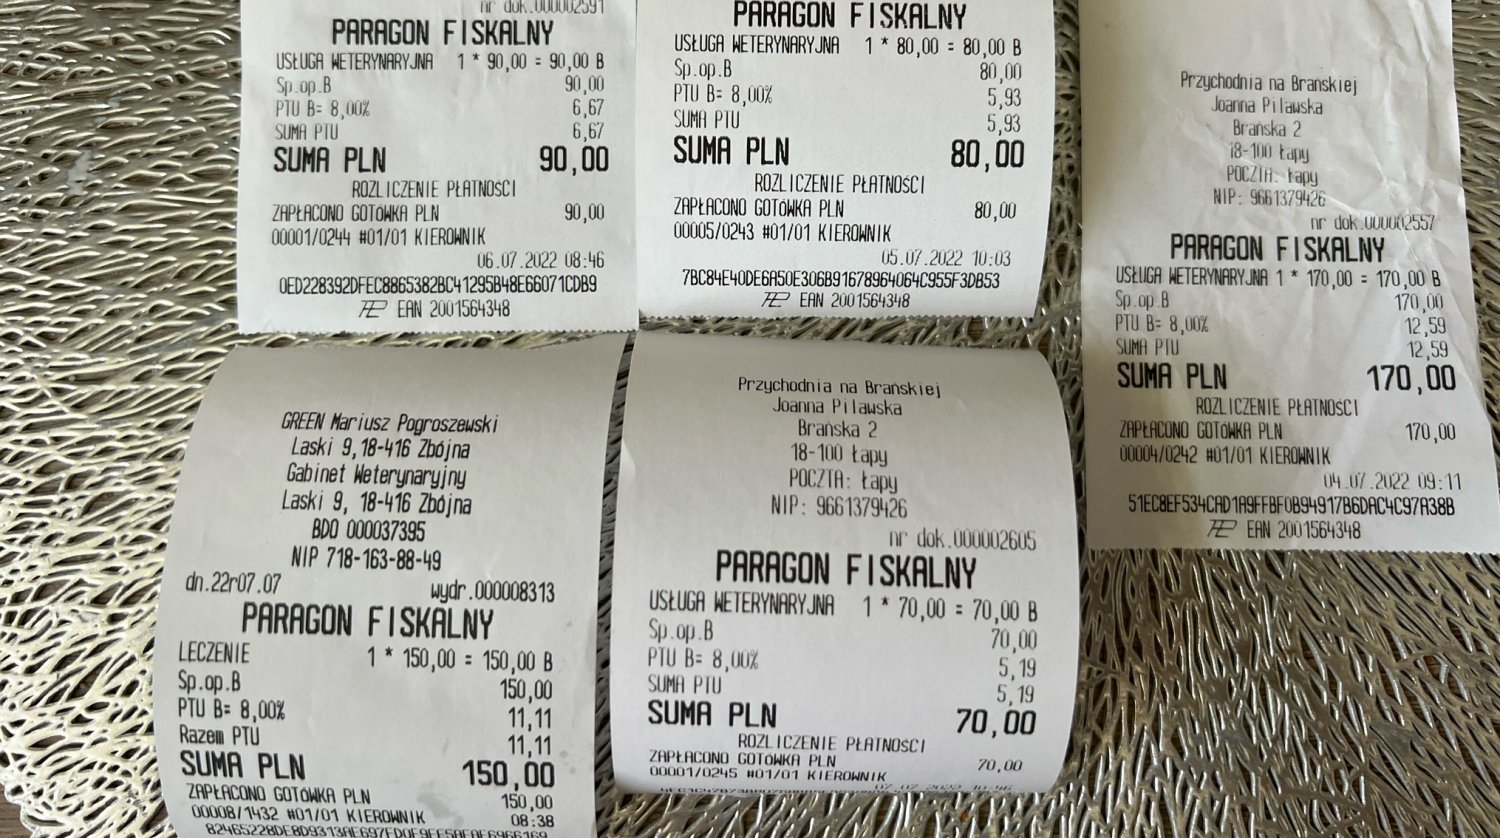 nr dok.000002591
PARAGON FISKALNY
USŁUGA WETERYNARYJNA 1 * 90,00 = 90,00 B
Sp.op.B 90,00
PTU B= 8,00% 6,67
SUMA PTU 6,67
SUMA PLN 90,00
ROZLICZENIE PŁATNOŚCI
ZAPŁACONO GOTÓWKA PLN 90,00
00001/0244 #01/01 KIEROWNIK
06.07.2022 08:46
0ED228392DFEC8865382BC41295B48E66071CDB9
EAN 2001564348
PARAGON FISKALNY
USŁUGA WETERYNARYJNA 1 * 80,00 = 80,00 B
Sp.op.B 80,00
PTU B= 8,00% 5,93
SUMA PTU 5,93
SUMA PLN 80,00
ROZLICZENIE PŁATNOŚCI
ZAPŁACONO GOTÓWKA PLN 80,00
00005/0243 #01/01 KIEROWNIK
05.07.2022 10:03
7BC84E40DE6A50E306B91678964064C955F3DB53
EAN 2001564348
Przychodnia na Brańskiej
Joanna Pilawska
Brańska 2
18-100 Łapy
POCZTA: Łapy
NIP: 9661379426
nr dok.000002557
PARAGON FISKALNY
USŁUGA WETERYNARYJNA 1 * 170,00 = 170,00 B
Sp.op.B 170,00
PTU B= 8,00% 12,59
SUMA PTU 12,59
SUMA PLN 170,00
ROZLICZENIE PŁATNOŚCI
ZAPŁACONO GOTÓWKA PLN 170,00
00004/0242 #01/01 KIEROWNIK
04.07.2022 09:11
51EC8EF534CAD1A9FFBF0B94917B6DAC4C97A38B
EAN 2001564348
GREEN Mariusz Pogroszewski
Laski 9,18-416 Zbójna
Gabinet Weterynaryjny
Laski 9, 18-416 Zbójna
BDO 000037395
NIP 718-163-88-49
dn.22r07.07 wydr.000008313
PARAGON FISKALNY
LECZENIE 1 * 150,00 = 150,00 B
Sp.op.B 150,00
PTU B= 8,00% 11,11
Razem PTU 11,11
SUMA PLN 150,00
ZAPŁACONO GOTÓWKA PLN 150,00
00008/1432 #01/01 KIEROWNIK 08:38
Przychodnia na Brańskiej
Joanna Pilawska
Brańska 2
18-100 Łapy
POCZTA: Łapy
NIP: 9661379426
nr dok.000002605
PARAGON FISKALNY
USŁUGA WETERYNARYJNA 1 * 70,00 = 70,00 B
Sp.op.B 70,00
PTU B= 8,00% 5,19
SUMA PTU 5,19
SUMA PLN 70,00
ROZLICZENIE PŁATNOŚCI
ZAPŁACONO GOTÓWKA PLN 70,00
00001/0245 #01/01 KIEROWNIK
07.07.2022 10:46